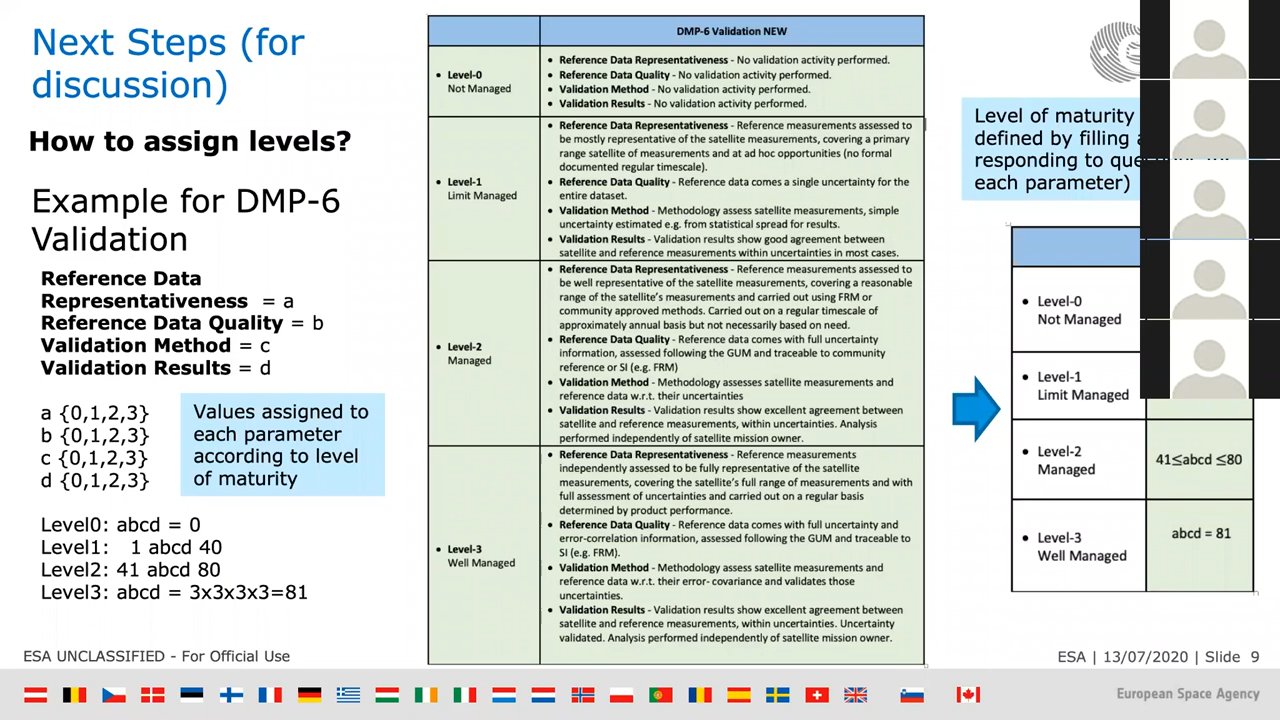 Next Steps (for
discussion)
How to assign levels?
Example for DMP-6
Validation
Reference Data
Representativeness = a
Reference Data Quality = b
Validation Method = c
Validation Results = d
a {0,1,2,3}
b {0,1,2,3}
c {0,1,2,3}
d {0,1,2,3}
Values assigned to
each parameter
according to level
of maturity
Level0: abcd = 0
Level1: 1 abcd 40
Level2: 41 abcd 80
Level3: abcd = 3x3x3x3=81
DMP-6 Validation NEW
• Level-0
Not Managed
• Reference Data Representativeness - No validation activity performed.
• Reference Data Quality - No validation activity performed.
• Validation Method - No validation activity performed.
• Validation Results - No validation activity performed.
• Level-1
Limit Managed
• Reference Data Representativeness - Reference measurements assessed to
be mostly representative of the satellite measurements, covering a primary
range satellite of measurements and at ad hoc opportunities (no formal
documented regular timescale).
• Reference Data Quality - Reference data comes a single uncertainty for the
entire dataset.
• Validation Method - Methodology assess satellite measurements, simple
uncertainty estimated e.g. from statistical spread for results.
• Validation Results - Validation results show good agreement between
satellite and reference measurements within uncertainties in most cases.
• Level-2
Managed
• Reference Data Representativeness - Reference measurements assessed to
be well representative of the satellite measurements, covering a reasonable
range of the satellite's measurements and carried out using FRM or
community approved methods. Carried out on a regular timescale of
approximately annual basis but not necessarily based on need.
• Reference Data Quality - Reference data comes with full uncertainty
information, assessed following the GUM and traceable to community
reference or SI (e.g. FRM)
• Validation Method - Methodology assesses satellite measurements and
reference data w.r.t. their uncertainties
• Validation Results - Validation results show excellent agreement between
satellite and reference measurements, within uncertainties. Analysis
performed independently of satellite mission owner.
• Level-3
Well Managed
• Reference Data Representativeness - Reference measurements
independently assessed to be fully representative of the satellite
measurements, covering the satellite's full range of measurements and with
full assessment of uncertainties and carried out on a regular basis
determined by product performance.
• Reference Data Quality - Reference data comes with full uncertainty and
error-correlation information, assessed following the GUM and traceable to
SI (e.g. FRM).
• Validation Method - Methodology assesses satellite measurements and
reference data w.r.t. their error- covariance and validates those
uncertainties.
• Validation Results - Validation results show excellent agreement between
satellite and reference measurements, within uncertainties. Uncertainty
validated. Analysis performed independently of satellite mission owner.
Level of maturity
defined by filling
responding to
each parameter)
• Level-0
Not Managed
• Level-1
Limit Managed
• Level-2
Managed
41≤abcd ≤80
• Level-3
Well Managed
abcd = 81
ESA UNCLASSIFIED - For Official Use
ESA | 13/07/2020 | Slide 9
European Space Agency